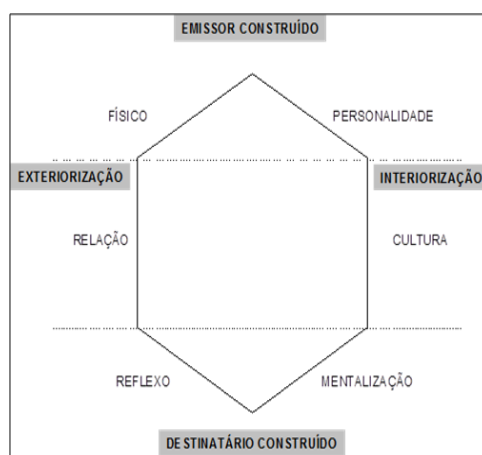 EMISSOR CONSTRUÍDO
FÍSICO
PERSONALIDADE
EXTERIORIZAÇÃO
INTERIORIZAÇÃO
RELAÇÃO
CULTURA
REFLEXO
MENTALIZAÇÃO
DESTINATÁRIO CONSTRUÍDO